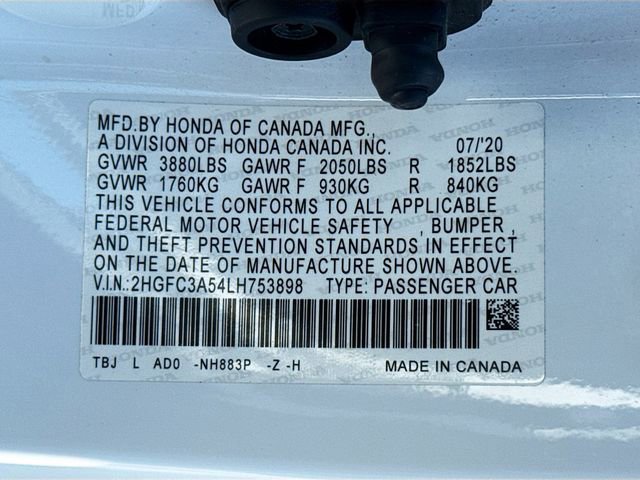 MFD.BY HONDA OF CANADA MFG.,
A DIVISION OF HONDA CANADA INC. 07/'20
GVWR 3880LBS GAWR F 2050LBS R 1852LBS
GVWR 1760KG GAWR F 930KG R 840KG
THIS VEHICLE CONFORMS TO ALL APPLICABLE
FEDERAL MOTOR VEHICLE SAFETY , BUMPER ,
AND THEFT PREVENTION STANDARDS IN EFFECT
ON THE DATE OF MANUFACTURE SHOWN ABOVE.
V.I.N.:2HGFC3A54LH753898 TYPE: PASSENGER CAR
TBJ L AD0 -NH883P -Z -H MADE IN CANADA